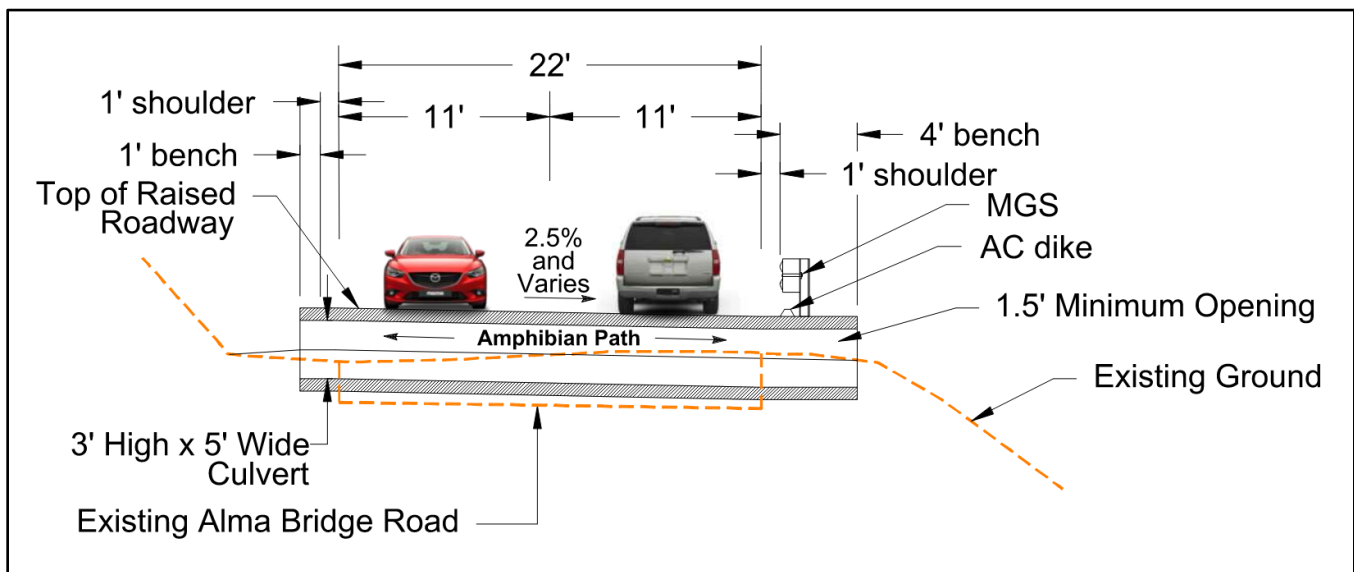 22'
1' shoulder
11'
11'
4' bench
1' bench
1' shoulder
Top of Raised
Roadway
MGS
2.5%
and
Varies
AC dike
1.5' Minimum Opening
Amphibian Path
Existing Ground
3' High x 5' Wide
Culvert
Existing Alma Bridge Road